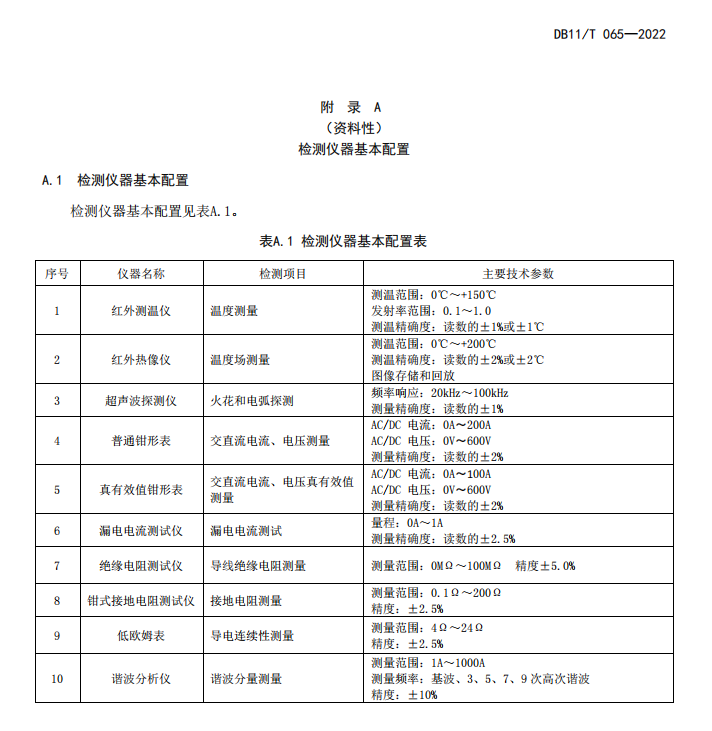 DB11/T 065—2022
附 录 A
（资料性）
检测仪器基本配置
A.1 检测仪器基本配置
检测仪器基本配置见表A.1。
表A.1 检测仪器基本配置表
序号 仪器名称 检测项目 主要技术参数
1 红外测温仪 温度测量 测温范围：0℃～+150℃
发射率范围：0.1～1.0
测温精确度：读数的±1%或±1℃
2 红外热像仪 温度场测量 测温范围：0℃～+200℃
测温精确度：读数的±2%或±2℃
图像存储和回放
3 超声波探测仪 火花和电弧探测 频率响应：20kHz～100kHz
测量精确度：读数的±1%
4 普通钳形表 交直流电流、电压测量 AC/DC 电流：0A～200A
AC/DC 电压：0V～600V
测量精确度：读数的±2%
5 真有效值钳形表 交直流电流、电压真有效值
测量
AC/DC 电流：0A～100A
AC/DC 电压：0V～600V
测量精确度：读数的±2%
6 漏电电流测试仪 漏电电流测试 量程：0A～1A
测量精确度：读数的±2.5%
7 绝缘电阻测试仪 导线绝缘电阻测量 测量范围：0MΩ～100MΩ 精度±5.0%
8 钳式接地电阻测试仪 接地电阻测量 测量范围：0.1Ω～200Ω
精度：±2.5%
9 低欧姆表 导电连续性测量 测量范围：4Ω～24Ω
精度：±2.5%
10 谐波分析仪 谐波分量测量 测量范围：1A～1000A
测量频率：基波、3、5、7、9 次高次谐波
精度：±10%